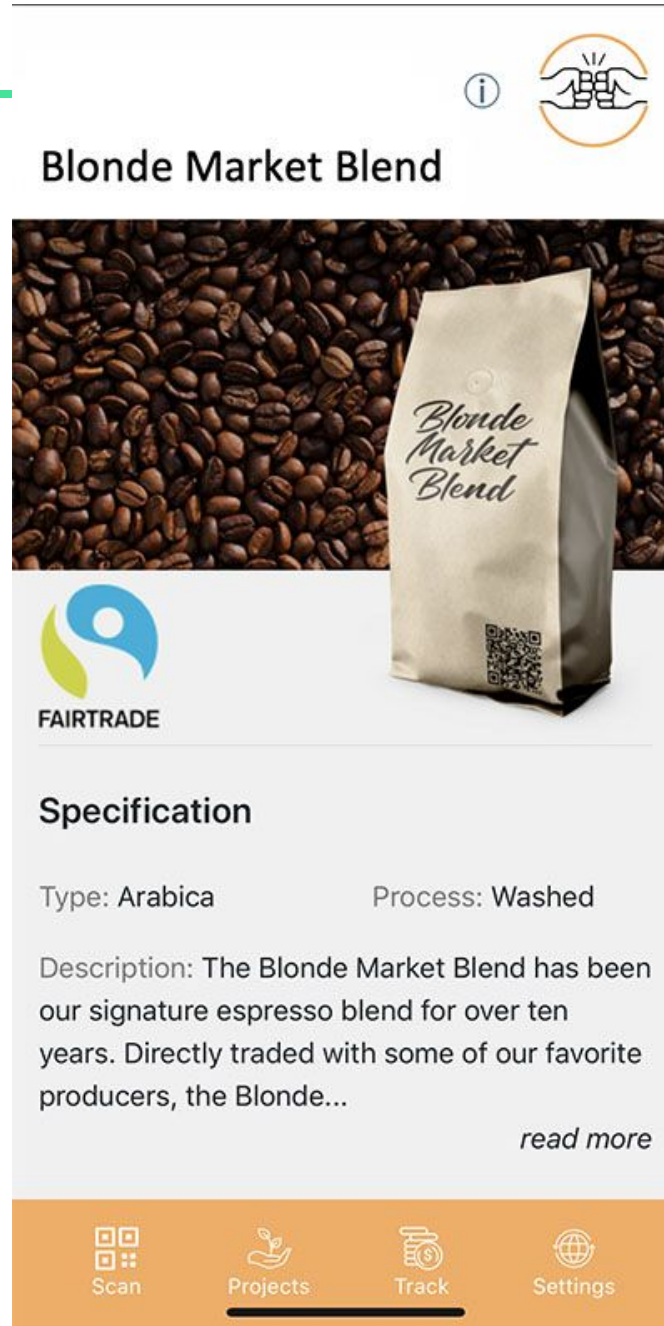 Blonde Market Blend
Blonde
Market
Blend
FAIRTRADE
Specification
Type: Arabica
Process: Washed
Description: The Blonde Market Blend has been
our signature espresso blend for over ten
years. Directly traded with some of our favorite
producers, the Blonde...
read more
Scan
Projects
Track
Settings